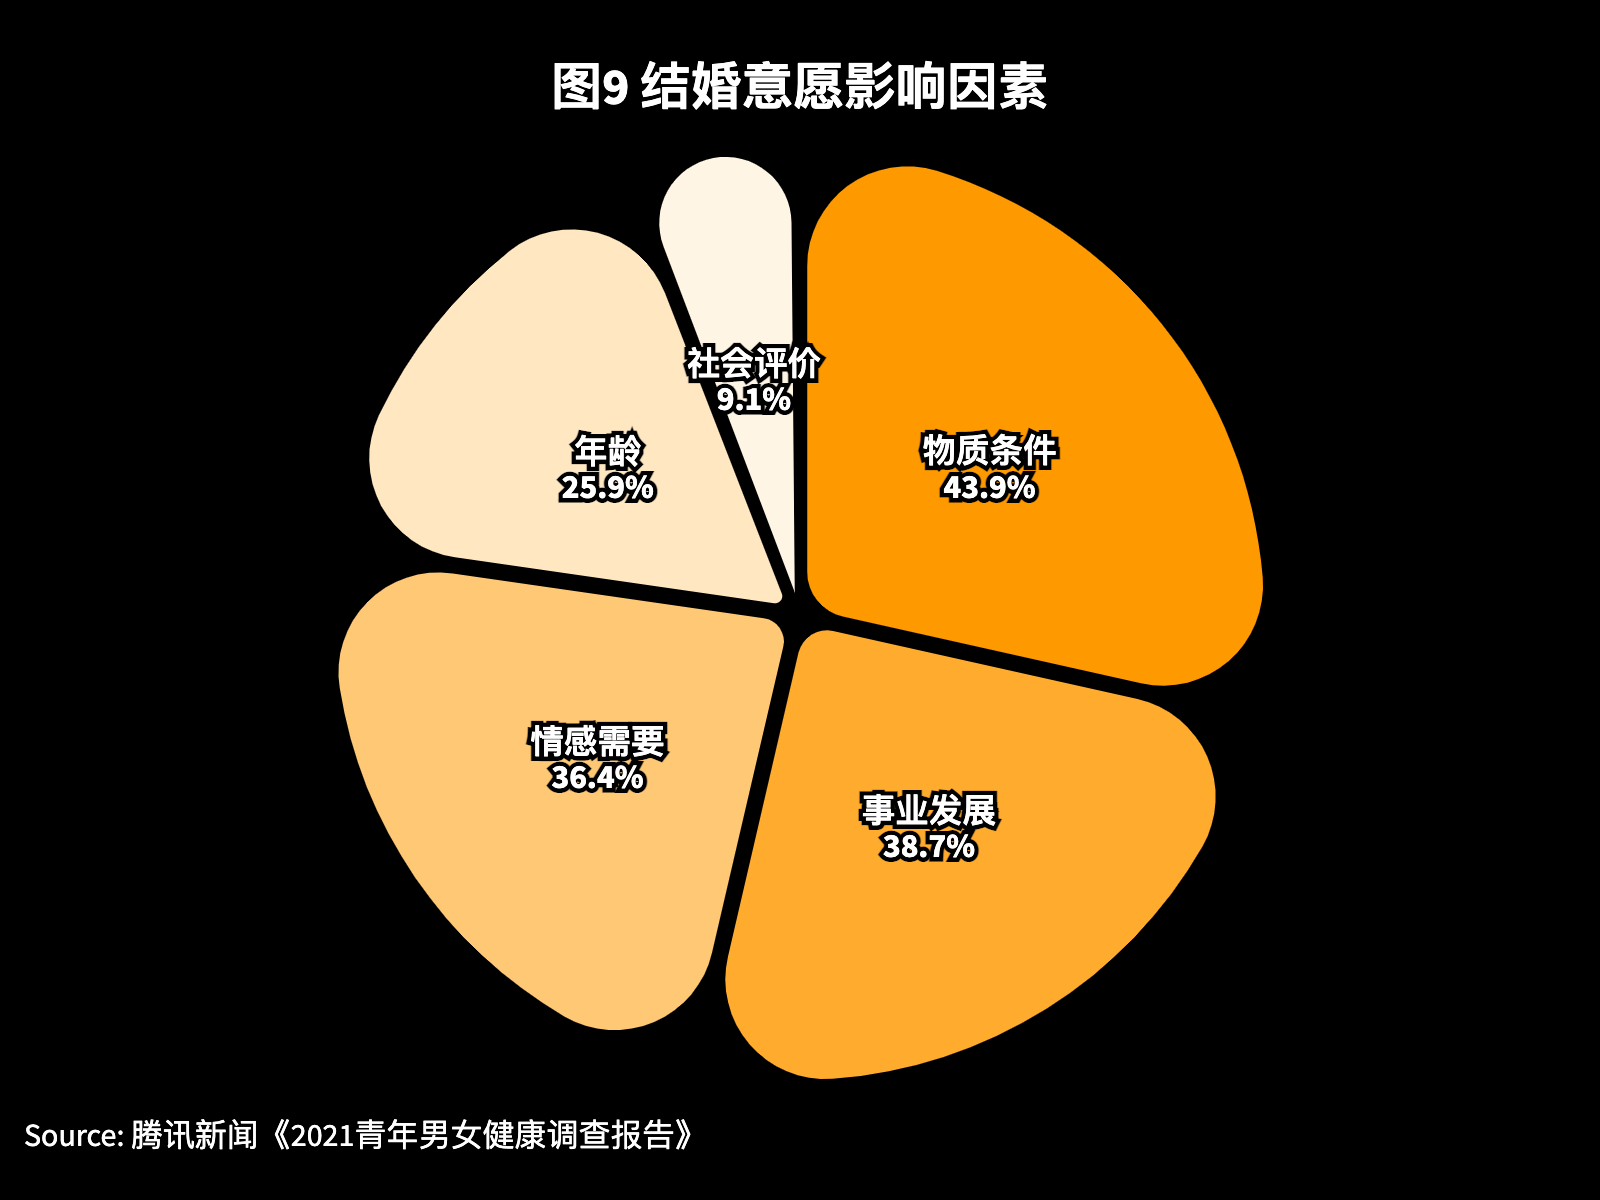 图9 结婚意愿影响因素
社会评价
9.1%
物质条件
43.9%
年龄
25.9%
情感需要
36.4%
事业发展
38.7%
Source: 腾讯新闻《2021青年男女健康调查报告》